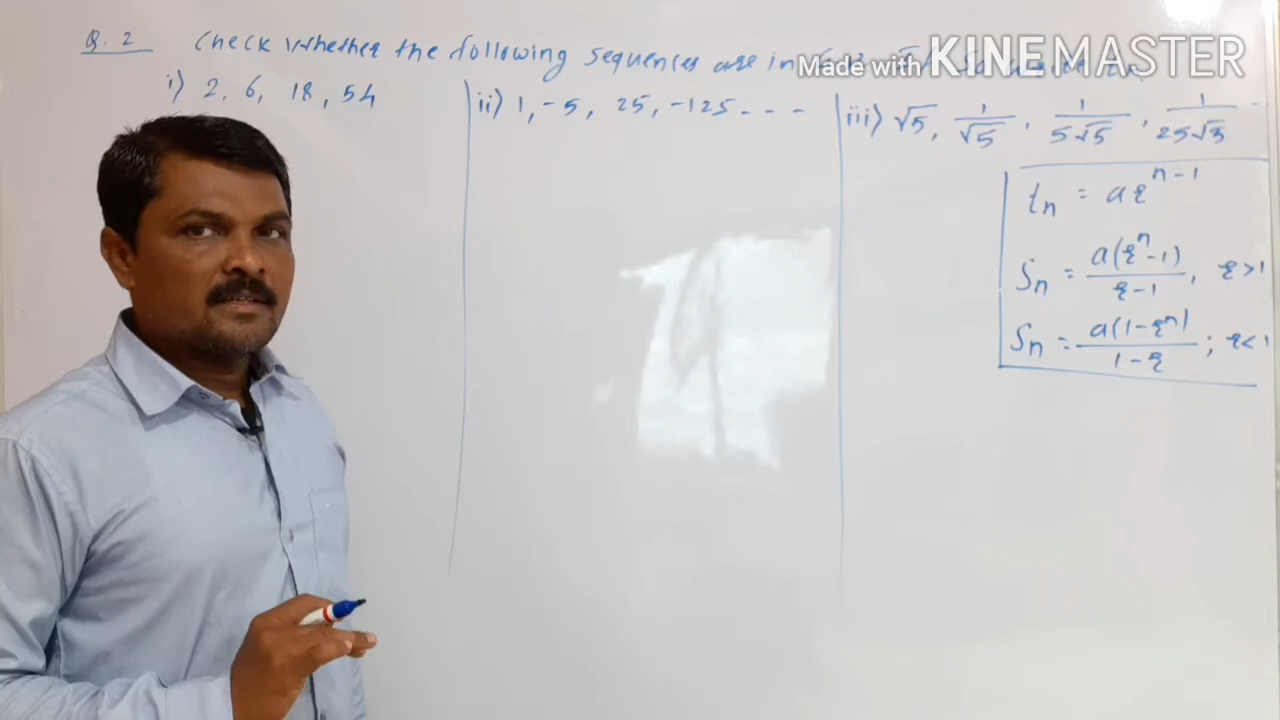 Q. 2 Check whether the following sequences are in
Made with KINEMASTER
i) 2, 6, 18, 54
ii) 1, -5, 25, -125 - - -
iii) √5, 1/√5, 1/5√5, 1/25√5 - -
tn = ar^n-1
Sn = a(r^n-1)/r-1, r>1
Sn = a(1-r^n)/1-r ; r<1